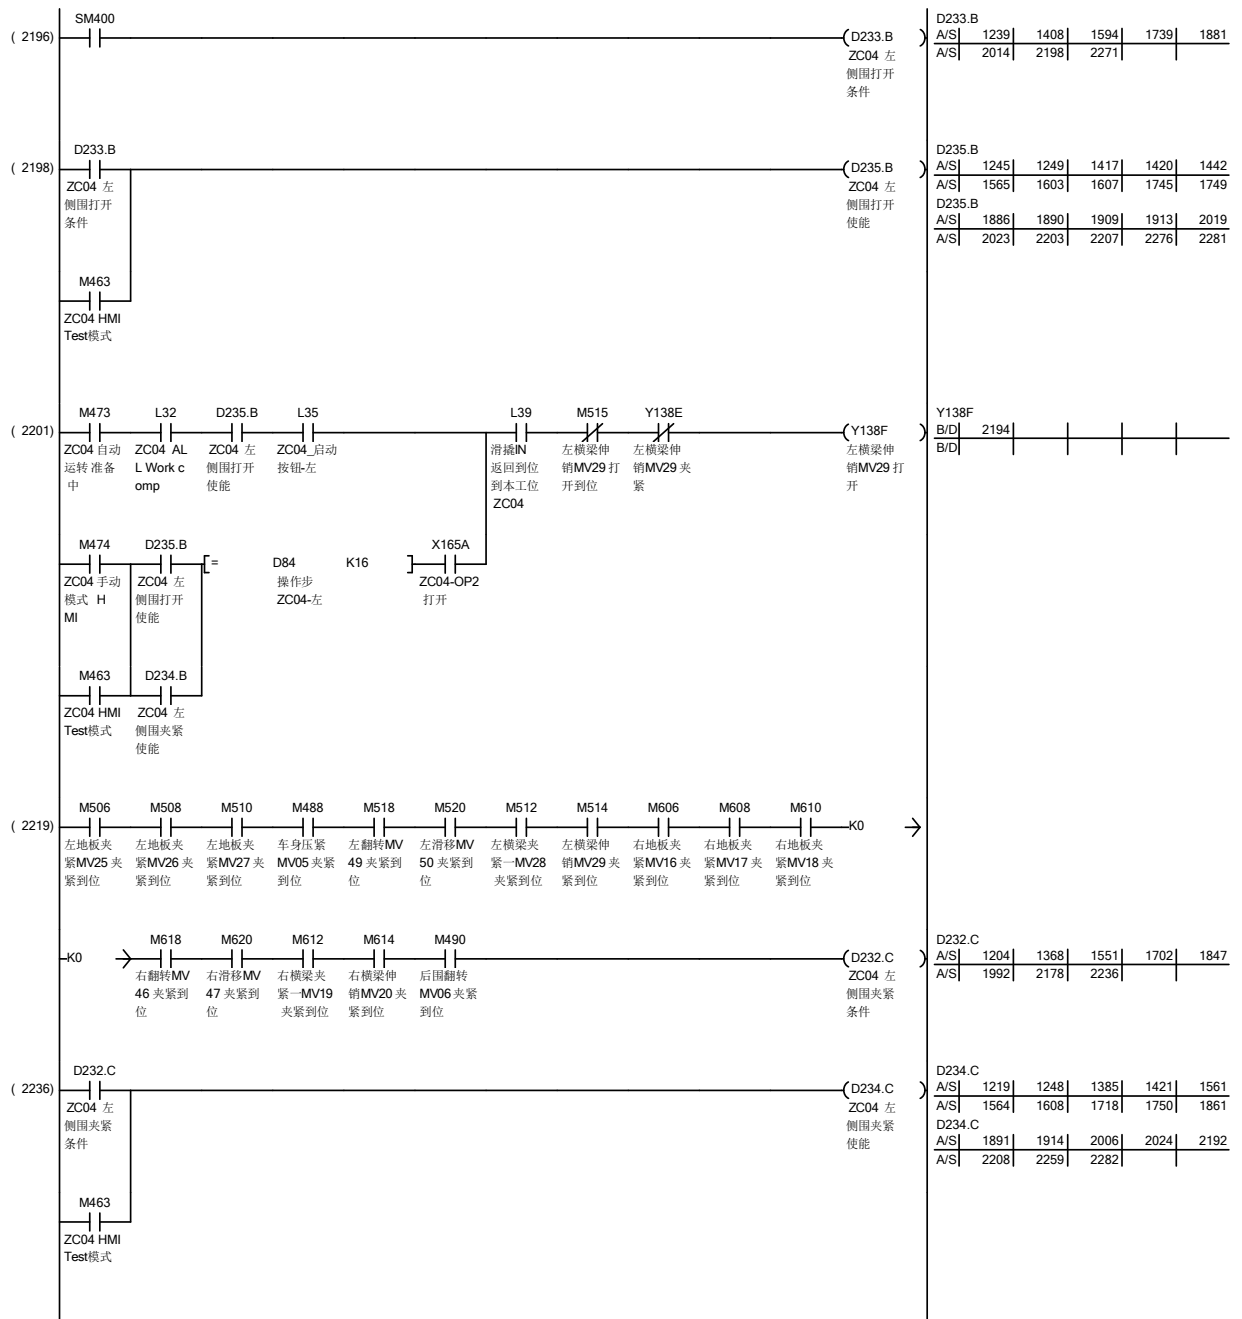 SM400
( 2196)
D233.B )
ZC04 左
侧围打开
条件
D233.B
A/S 1239 1408 1594 1739 1881
A/S 2014 2198 2271
D233.B
( 2198)
ZC04 左
侧围打开
条件
D235.B )
ZC04 左
侧围打开
使能
D235.B
A/S 1245 1249 1417 1420 1442
A/S 1565 1603 1607 1745 1749
D235.B
A/S 1886 1890 1909 1913 2019
A/S 2023 2203 2207 2276 2281
M463
ZC04 HMI
Test模式
M473 L32 D235.B L35 L39 M515 Y138E
( 2201)
ZC04 自动
运转 准备
中
ZC04 AL
L Work c
omp
ZC04 左
侧围打开
使能
ZC04_启动
按钮-左
滑撬IN
返回到位
到本工位
ZC04
左横梁伸
销MV29 打
开到位
左横梁伸
销MV29 夹
紧
Y138F )
左横梁伸
销MV29 打
开
Y138F
B/D 2194
B/D
M474 D235.B X165A
[= D84 K16 ]
ZC04 手动
模式 H
MI
ZC04 左
侧围打开
使能
操作步
ZC04-左
ZC04-OP2
打开
M463 D234.B
ZC04 HMI
Test模式
ZC04 左
侧围夹紧
使能
M506 M508 M510 M488 M518 M520 M512 M514 M606 M608 M610
( 2219) K0
左地板夹
紧MV25 夹
紧到位
左地板夹
紧MV26 夹
紧到位
左地板夹
紧MV27 夹
紧到位
车身压紧
MV05 夹紧
到位
左翻转MV
49 夹紧到
位
左滑移MV
50 夹紧到
位
左横梁夹
紧一MV28
夹紧到位
左横梁伸
销MV29 夹
紧到位
右地板夹
紧MV16 夹
紧到位
右地板夹
紧MV17 夹
紧到位
右地板夹
紧MV18 夹
紧到位
M618 M620 M612 M614 M490
K0
右翻转MV
46 夹紧到
位
右滑移MV
47 夹紧到
位
右横梁夹
紧一MV19
夹紧到位
右横梁伸
销MV20 夹
紧到位
后围翻转
MV06 夹紧
到位
D232.C )
ZC04 左
侧围夹紧
条件
D232.C
A/S 1204 1368 1551 1702 1847
A/S 1992 2178 2236
D232.C
( 2236)
ZC04 左
侧围夹紧
条件
D234.C )
ZC04 左
侧围夹紧
使能
D234.C
A/S 1219 1248 1385 1421 1561
A/S 1564 1608 1718 1750 1861
D234.C
A/S 1891 1914 2006 2024 2192
A/S 2208 2259 2282
M463
ZC04 HMI
Test模式